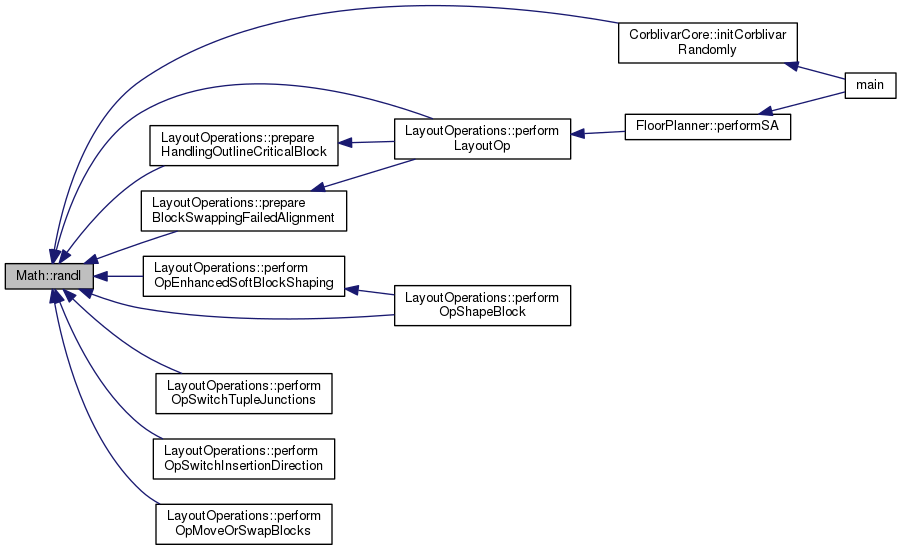 CorblivarCore::initCorblivar
Randomly
main
LayoutOperations::perform
LayoutOp
FloorPlanner::performSA
LayoutOperations::prepare
HandlingOutlineCriticalBlock
LayoutOperations::prepare
BlockSwappingFailedAlignment
Math::randI
LayoutOperations::perform
OpEnhancedSoftBlockShaping
LayoutOperations::perform
OpShapeBlock
LayoutOperations::perform
OpSwitchTupleJunctions
LayoutOperations::perform
OpSwitchInsertionDirection
LayoutOperations::perform
OpMoveOrSwapBlocks